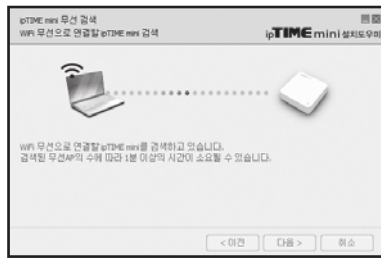 ipTIME mini 무선 검색
WiFi 무선으로 연결할 ipTIME mini 검색
ipTIME mini 설치도우미
WiFi 무선으로 연결할 ipTIME mini를 검색하고 있습니다.
검색된 무선AP의 수에 따라 1분 이상의 시간이 소요될 수 있습니다.
< 이전
다음 >
취소